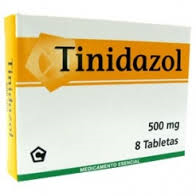 Tinidazol
500 mg
8 Tabletas
MEDICAMENTO ESENCIAL